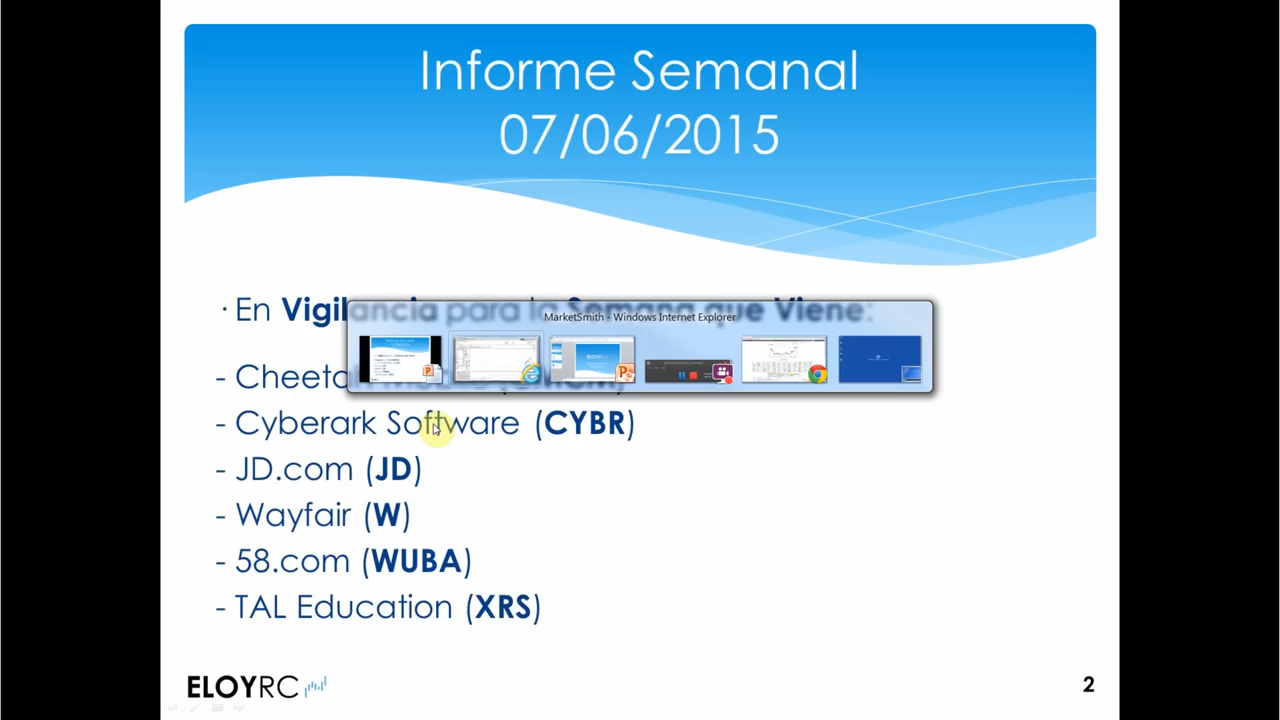 Informe Semanal
07/06/2015
· En Vigilancia para la Semana que Viene:
MarketSmith - Windows Internet Explorer
- Cheeta
- Cyberark Software (CYBR)
- JD.com (JD)
- Wayfair (W)
- 58.com (WUBA)
- TAL Education (XRS)
ELOYRC
2